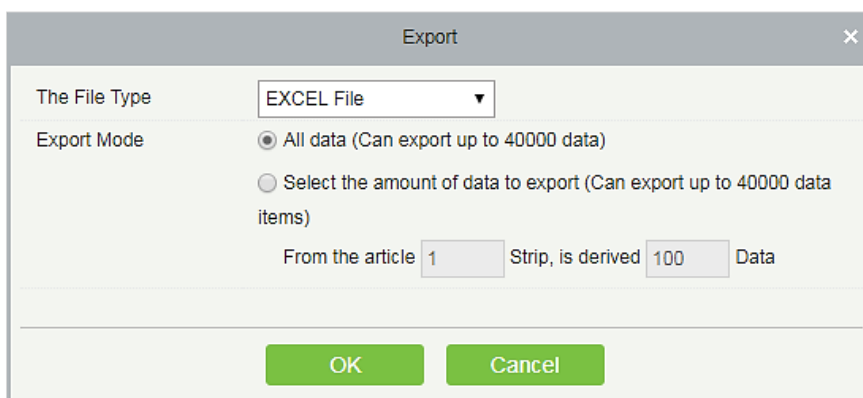 Export
The File Type EXCEL File
Export Mode All data (Can export up to 40000 data)
Select the amount of data to export (Can export up to 40000 data
items)
From the article 1 Strip, is derived 100 Data
OK Cancel